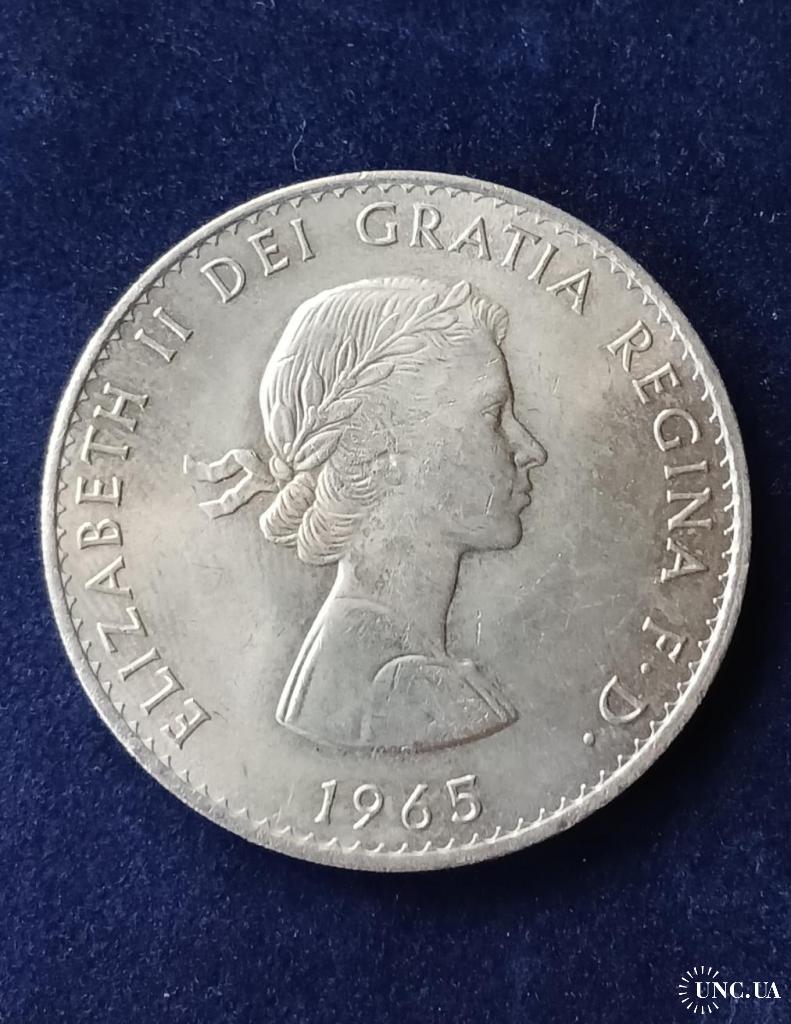 ELIZABETH II DEI GRATIA REGINA F.D.
1965
UNC.UA